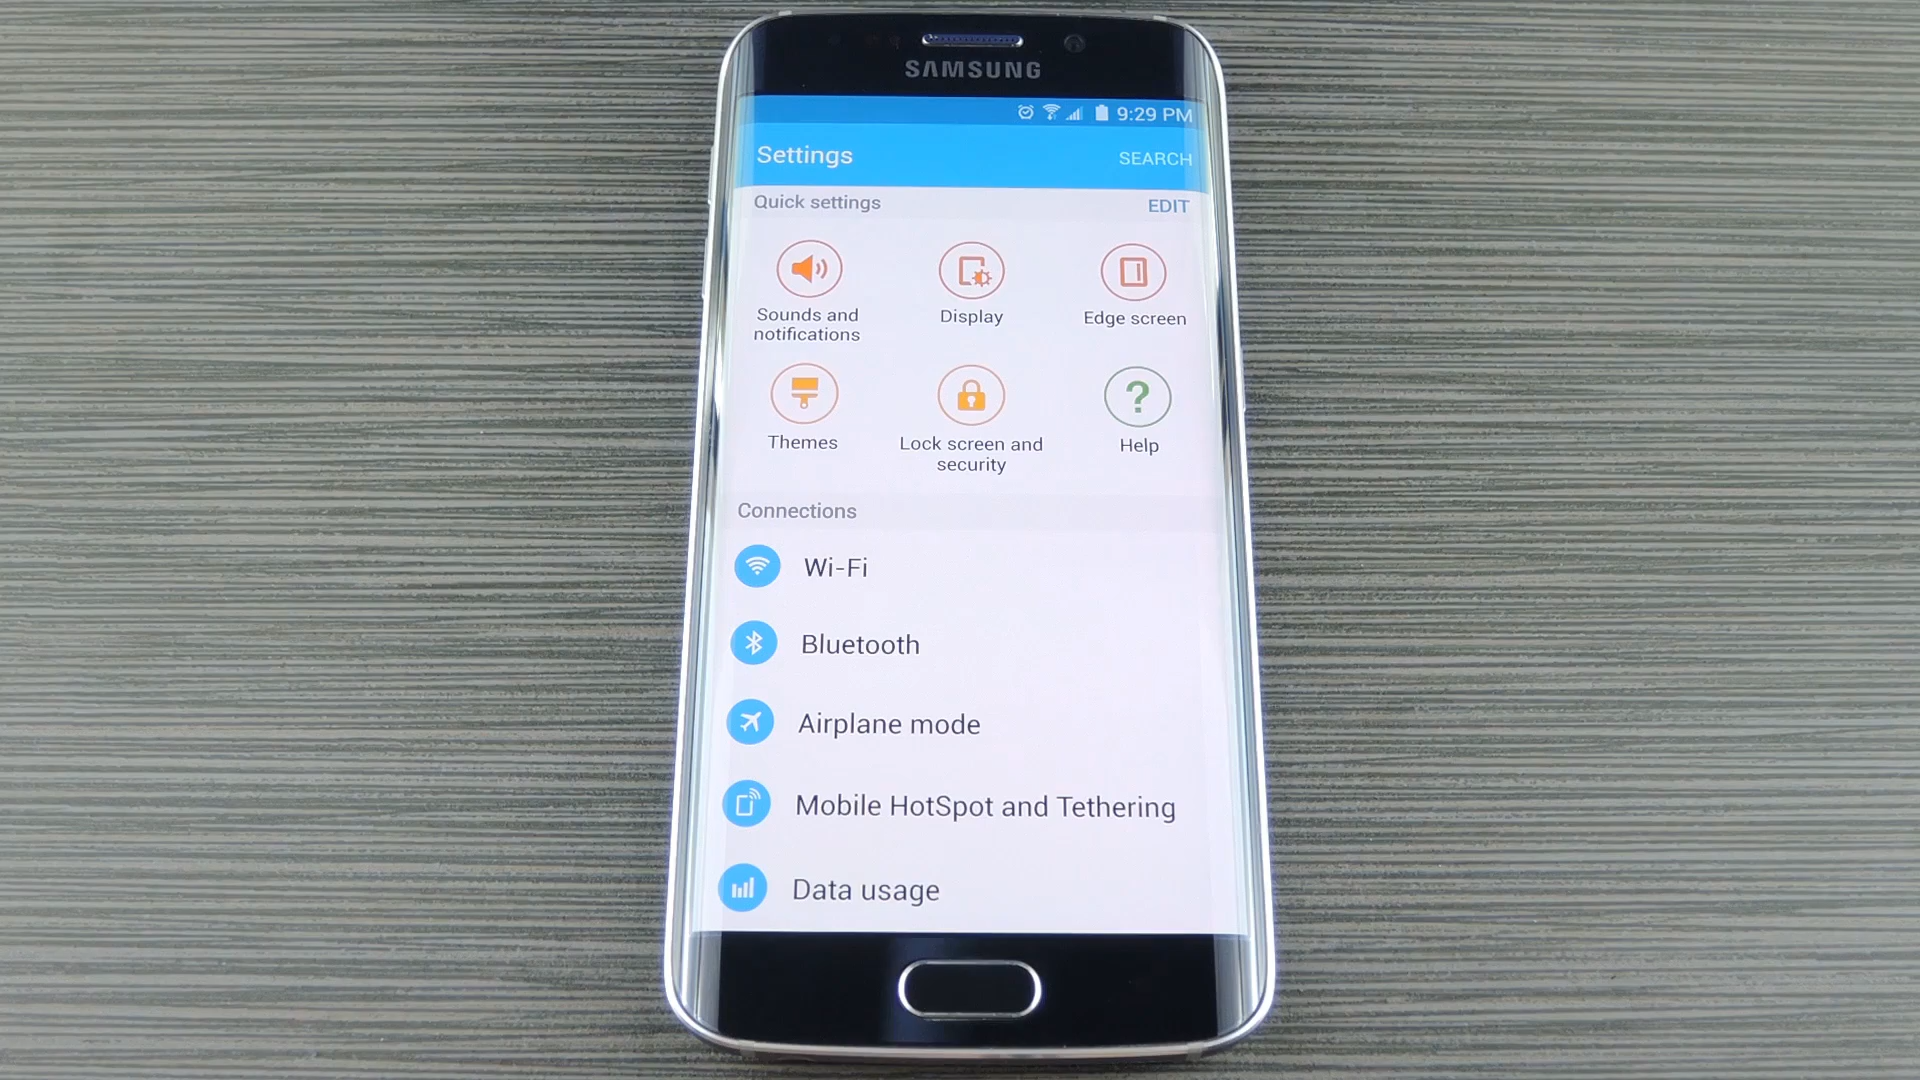 SAMSUNG
9:29 PM
Settings
SEARCH
Quick settings
EDIT
Sounds and
notifications
Display
Edge screen
Themes
Lock screen and
security
Help
Connections
Wi-Fi
Bluetooth
Airplane mode
Mobile HotSpot and Tethering
Data usage